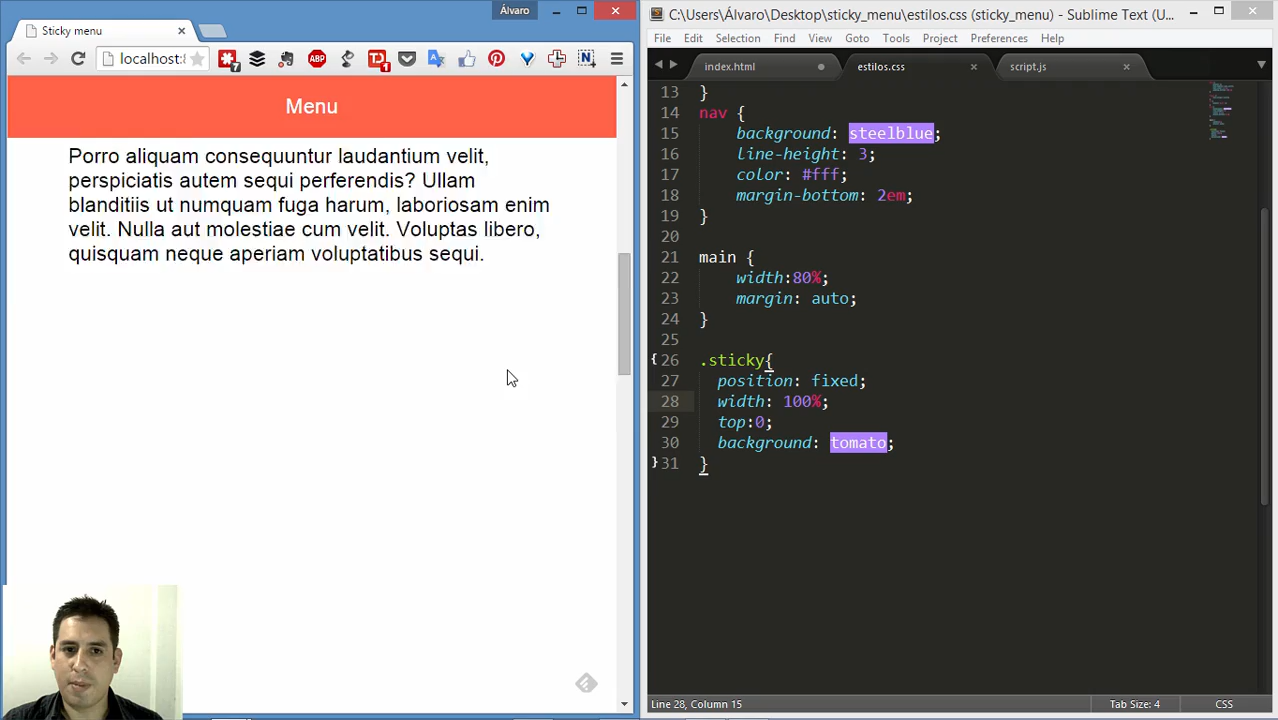 Álvaro
Sticky menu
localhost:8
7
1
Menu
Porro aliquam consequuntur laudantium velit,
perspiciatis autem sequi perferendis? Ullam
blanditiis ut numquam fuga harum, laboriosam enim
velit. Nulla aut molestiae cum velit. Voluptas libero,
quisquam neque aperiam voluptatibus sequi.
C:\Users\Álvaro\Desktop\sticky_menu\estilos.css (sticky_menu) - Sublime Text (U...
File Edit Selection Find View Goto Tools Project Preferences Help
index.html estilos.css script.js
13 }
14 nav {
15 background: steelblue;
16 line-height: 3;
17 color: #fff;
18 margin-bottom: 2em;
19 }
20
21 main {
22 width:80%;
23 margin: auto;
24 }
25
26 .sticky{
27 position: fixed;
28 width: 100%;
29 top:0;
30 background: tomato;
31 }
Line 28, Column 15 Tab Size: 4 CSS